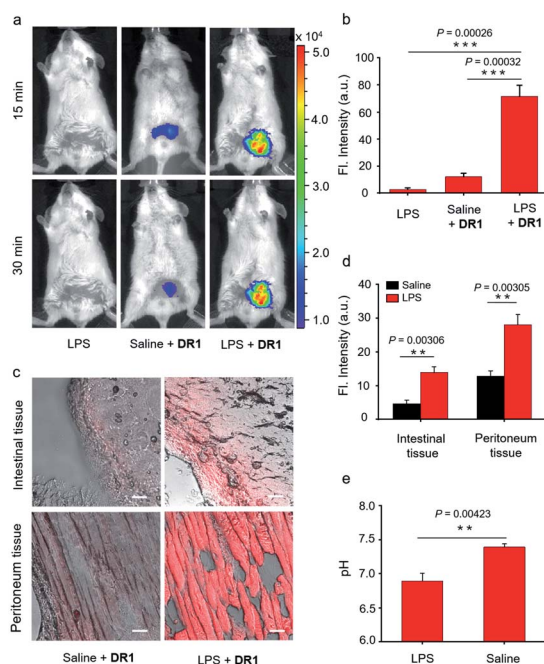 a
15 min
30 min
LPS
Saline + DR1
LPS + DR1
x 10⁴
5.0
4.0
3.0
2.0
1.0
b
P = 0.00026
***
P = 0.00032
***
Fl. Intensity (a.u.)
100
80
60
40
20
0
LPS
Saline
+ DR1
LPS
+ DR1
c
Intestinal tissue
Peritoneum tissue
Saline + DR1
LPS + DR1
d
Saline
LPS
P = 0.00305
**
P = 0.00306
**
Fl. Intensity (a.u.)
40
30
20
10
0
Intestinal
tissue
Peritoneum
tissue
e
P = 0.00423
**
pH
8.0
7.5
7.0
6.5
6.0
LPS
Saline